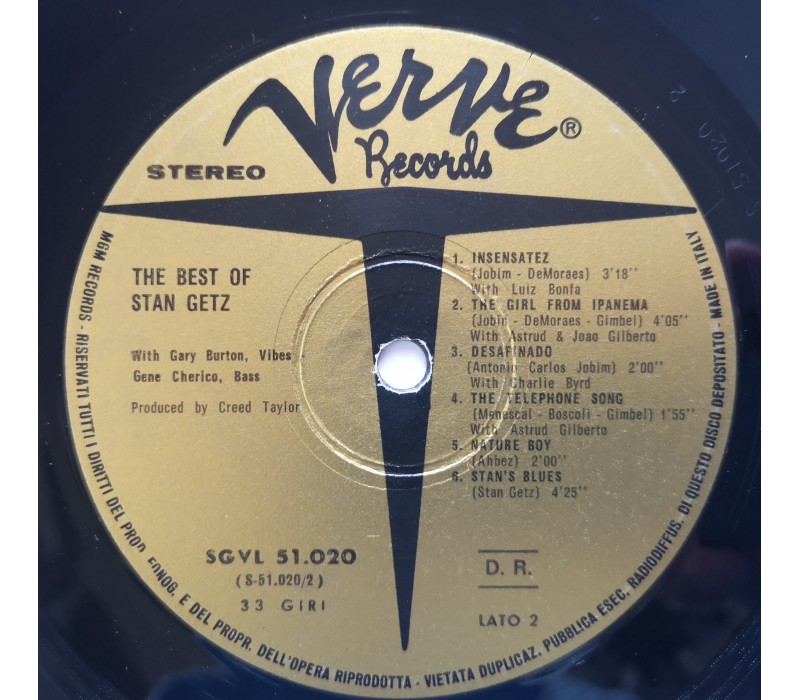 Verve ®
Records
STEREO
THE BEST OF
STAN GETZ
With Gary Burton, Vibes -
Gene Cherico, Bass
Produced by Creed Taylor
1. INSENSATEZ
(Jobim - DeMoraes) 3'18''
With Luiz Bonfa
2. THE GIRL FROM IPANEMA
(Jobin - DeMoraes - Gimbel) 4'05''
With Astrud & Joao Gilberto
3. DESAFINADO
(Antonio Carlos Jobim) 2'00''
With Charlie Byrd
4. THE TELEPHONE SONG
(Menescal - Boscoli - Gimbel) 1'55''
With Astrud Gilberto
5. NATURE BOY
(Ahbez) 2'00''
6. STAN'S BLUES
(Stan Getz) 4'25''
SGVL 51.020
(S-51.020/2)
33 GIRI
D. R.
LATO 2
MGM RECORDS - RISERVATI TUTTI I DIRITTI DEL PROD. FONOG. E DEL PROPR. DELL'OPERA RIPRODOTTA - VIETATA DUPLICAZ. PUBBLICA ESEC. RADIODIFFUS. DI QUESTO DISCO DEPOSITATO - MADE IN ITALY
S 51020 2